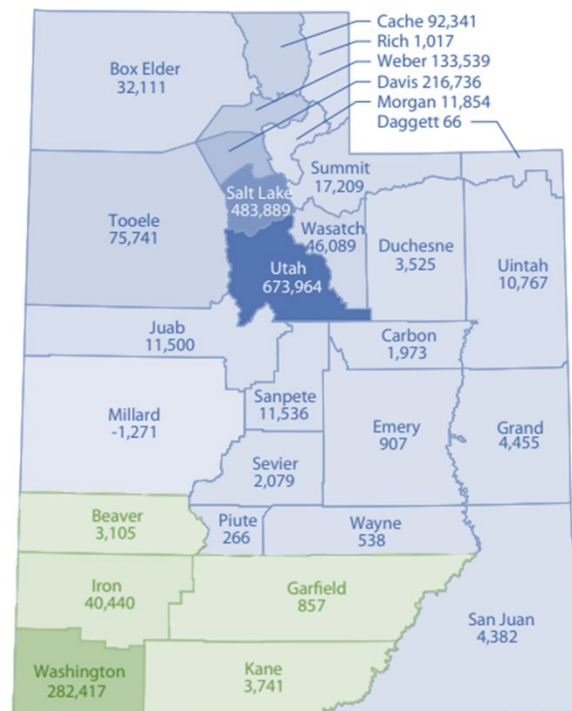 Cache 92,341
Rich 1,017
Weber 133,539
Davis 216,736
Morgan 11,854
Daggett 66
Box Elder
32,111
Summit
17,209
Salt Lake
483,889
Tooele
75,741
Wasatch
46,089
Duchesne
3,525
Uintah
10,767
Utah
673,964
Juab
11,500
Carbon
1,973
Sanpete
11,536
Millard
-1,271
Emery
907
Grand
4,455
Sevier
2,079
Beaver
3,105
Piute
266
Wayne
538
Iron
40,440
Garfield
857
San Juan
4,382
Washington
282,417
Kane
3,741